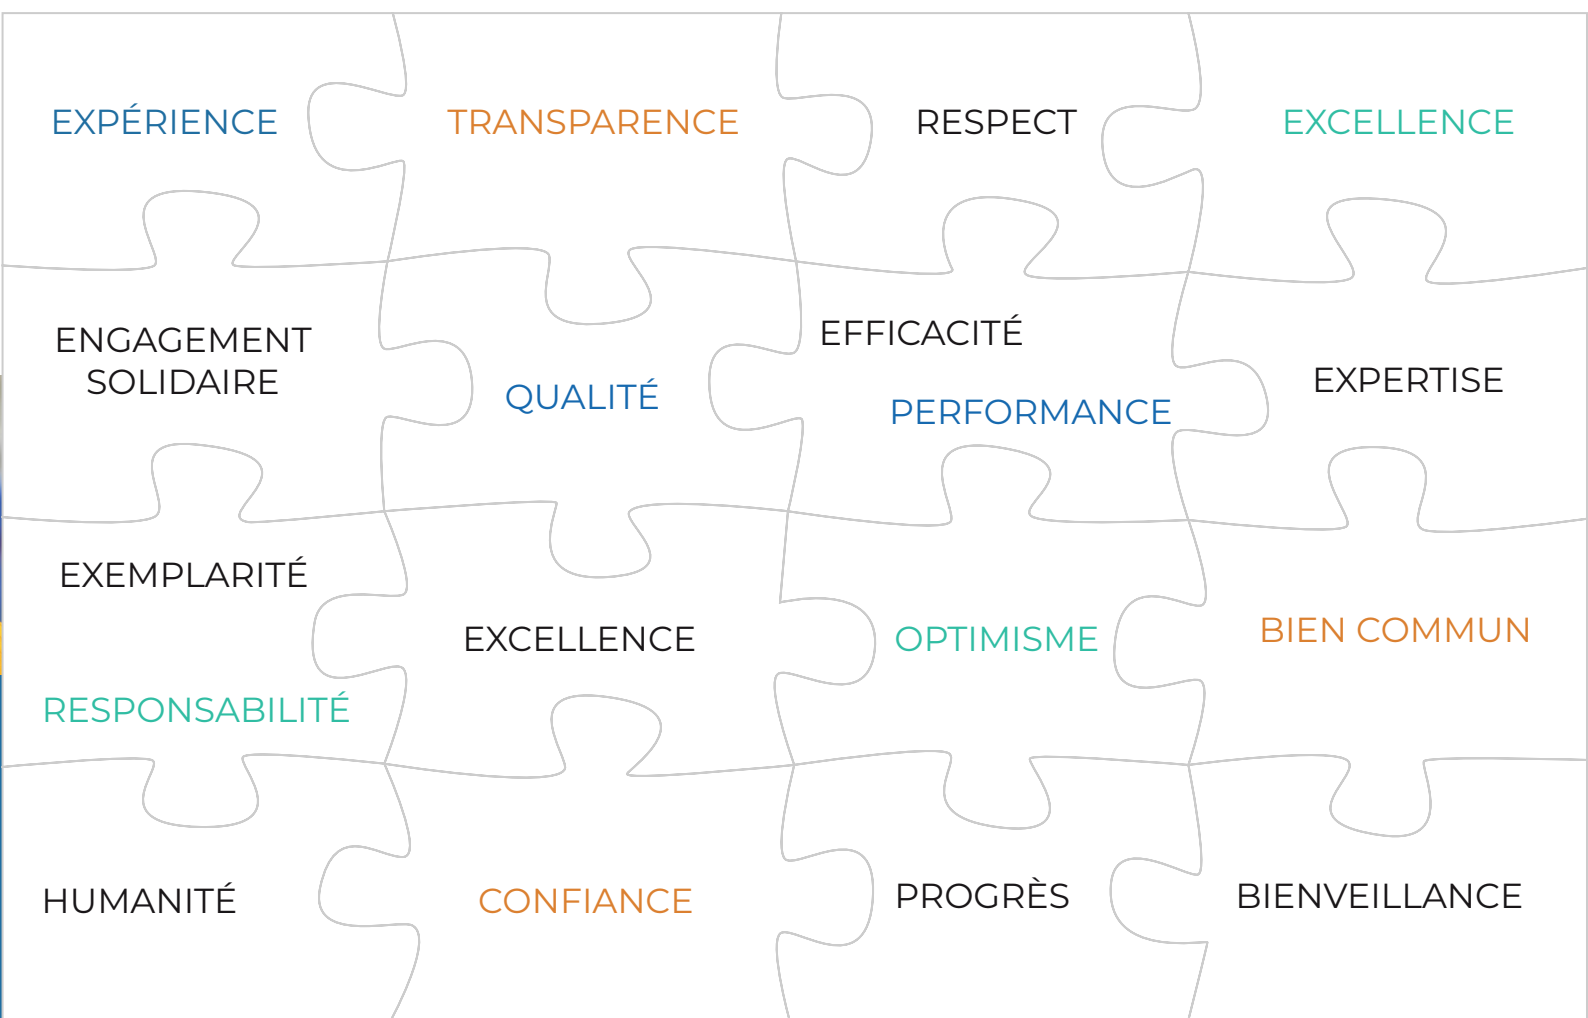 EXPÉRIENCE
TRANSPARENCE
RESPECT
EXCELLENCE
ENGAGEMENT
SOLIDAIRE
QUALITÉ
EFFICACITÉ
PERFORMANCE
EXPERTISE
EXEMPLARITÉ
RESPONSABILITÉ
EXCELLENCE
OPTIMISME
BIEN COMMUN
HUMANITÉ
CONFIANCE
PROGRÈS
BIENVEILLANCE